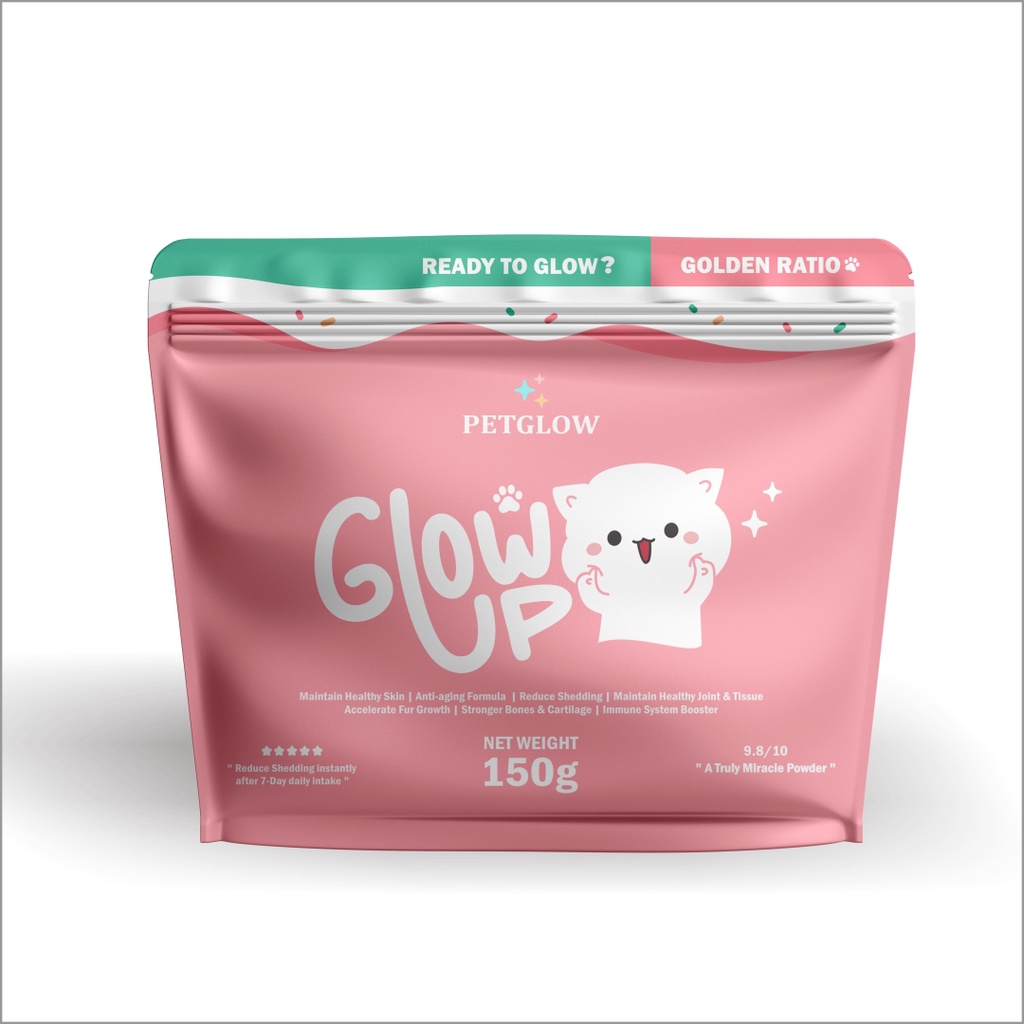 READY TO GLOW?
GOLDEN RATIO
PETGLOW
GLOW
UP
Maintain Healthy Skin | Anti-aging Formula | Reduce Shedding | Maintain Healthy Joint & Tissue
Accelerate Fur Growth | Stronger Bones & Cartilage | Immune System Booster
" Reduce Shedding instantly
after 7-Day daily intake "
NET WEIGHT
150g
9.8/10
" A Truly Miracle Powder "